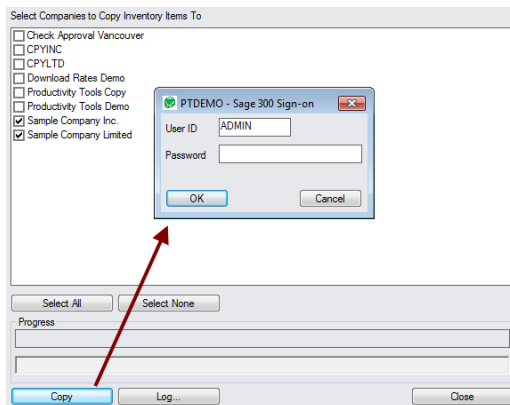 Select Companies to Copy Inventory Items To
Check Approval Vancouver
CPYINC
CPYLTD
Download Rates Demo
Productivity Tools Copy
Productivity Tools Demo
Sample Company Inc.
Sample Company Limited
PTDEMO - Sage 300 Sign-on
User ID ADMIN
Password
OK Cancel
Select All Select None
Progress
Copy Log... Close